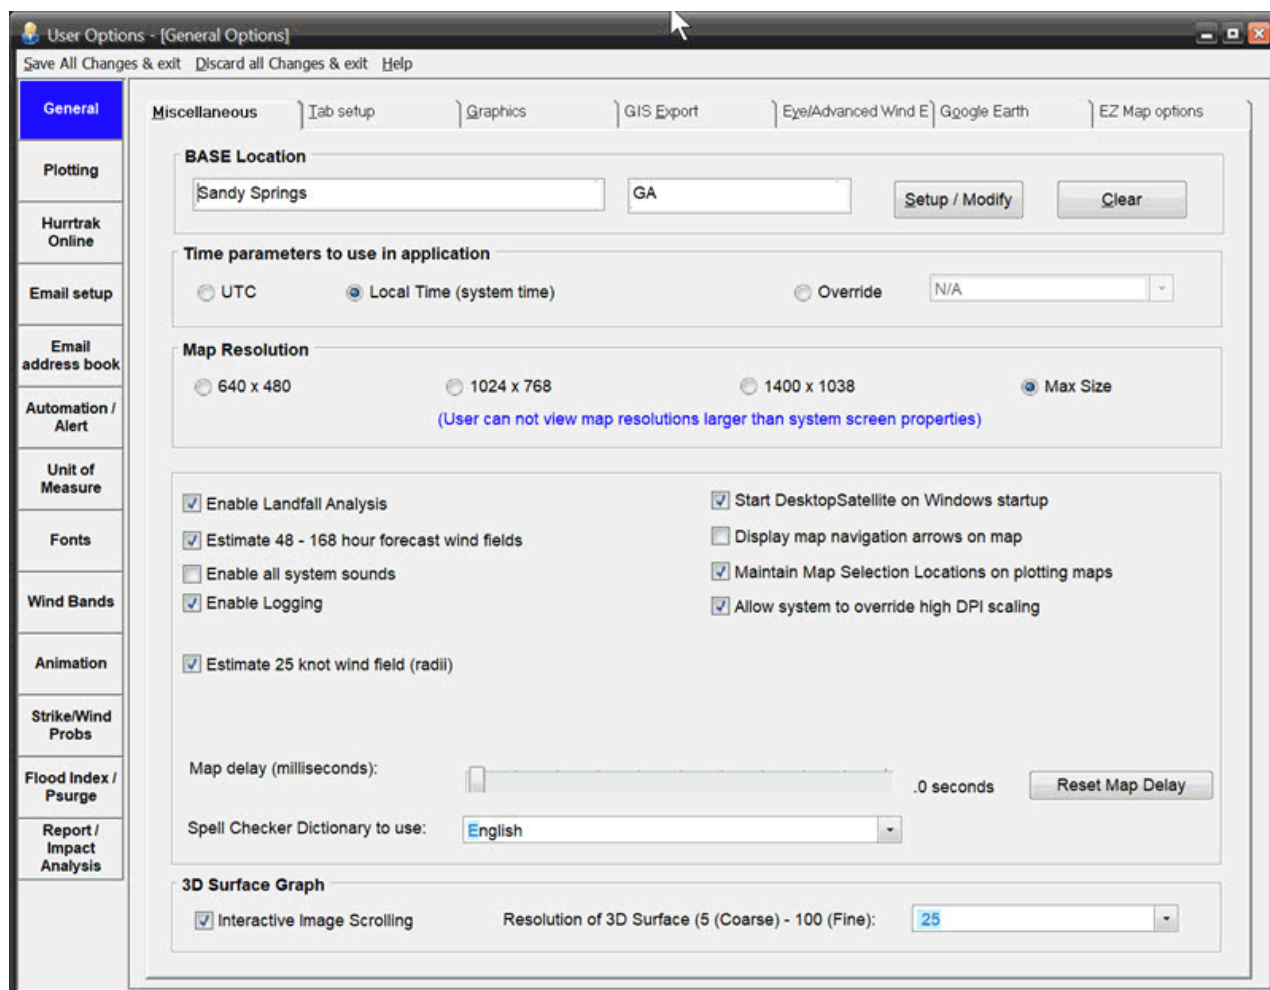 User Options - [General Options]
Save All Changes & exit Discard all Changes & exit Help
General
Plotting
Hurrtrak
Online
Email setup
Email
address book
Automation /
Alert
Unit of
Measure
Fonts
Wind Bands
Animation
Strike/Wind
Probs
Flood Index /
Psurge
Report /
Impact
Analysis
Miscellaneous Tab setup Graphics GIS Export Eye/Advanced Wind E Google Earth EZ Map options
BASE Location
Sandy Springs GA Setup / Modify Clear
Time parameters to use in application
UTC Local Time (system time) Override N/A
Map Resolution
640 x 480 1024 x 768 1400 x 1038 Max Size
(User can not view map resolutions larger than system screen properties)
Enable Landfall Analysis
Estimate 48 - 168 hour forecast wind fields
Enable all system sounds
Enable Logging
Estimate 25 knot wind field (radii)
Start DesktopSatellite on Windows startup
Display map navigation arrows on map
Maintain Map Selection Locations on plotting maps
Allow system to override high DPI scaling
Map delay (milliseconds): .0 seconds Reset Map Delay
Spell Checker Dictionary to use: English
3D Surface Graph
Interactive Image Scrolling Resolution of 3D Surface (5 (Coarse) - 100 (Fine): 25